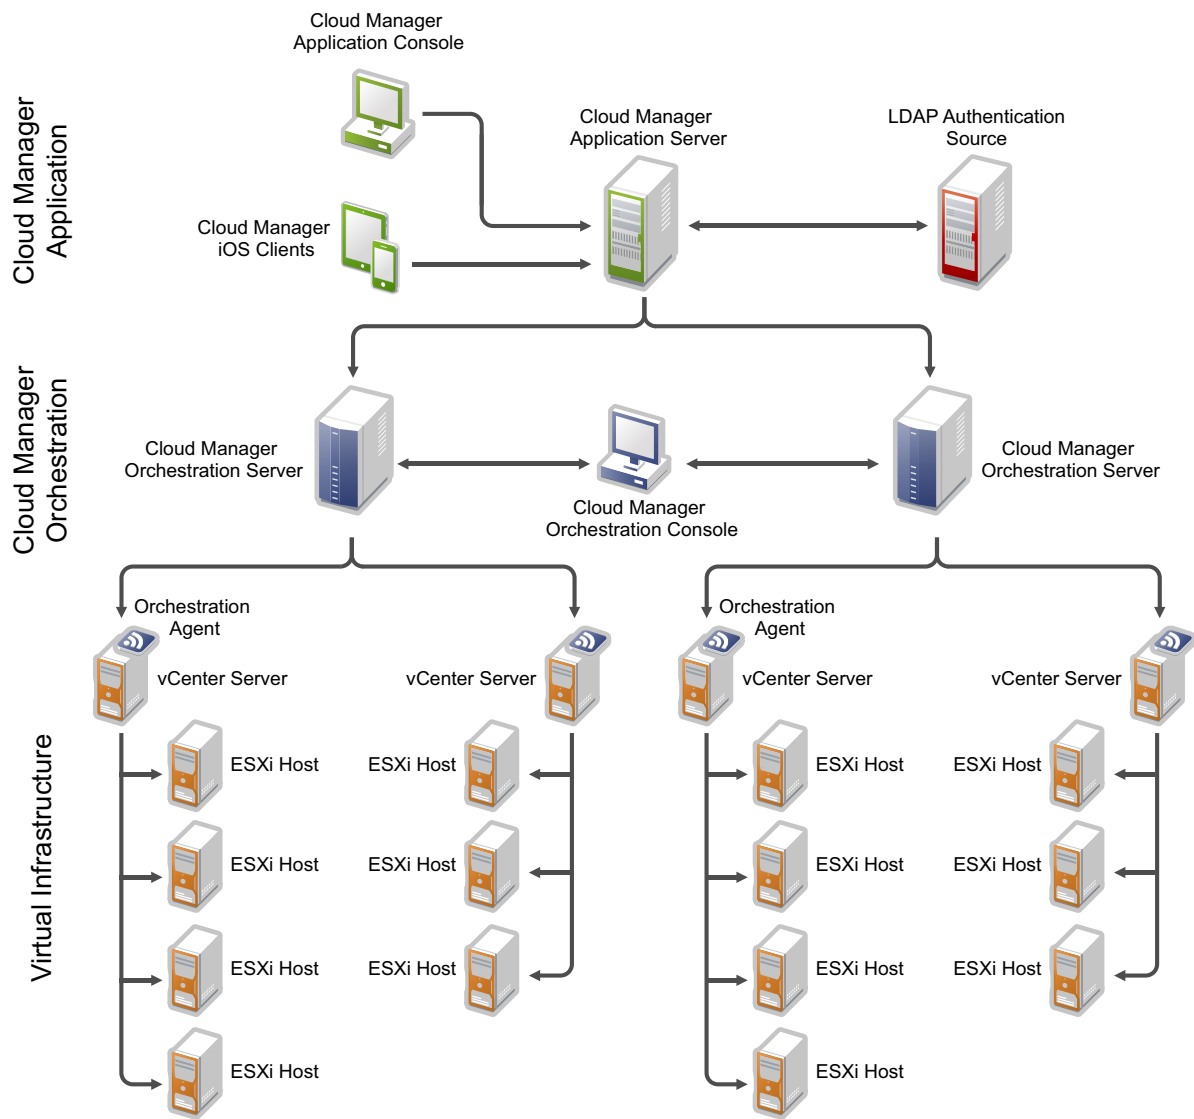 Cloud Manager
Application Console
Cloud Manager
Application
Cloud Manager
Application Server
LDAP Authentication
Source
Cloud Manager
iOS Clients
Cloud Manager
Orchestration
Cloud Manager
Orchestration Server
Cloud Manager
Orchestration Console
Cloud Manager
Orchestration Server
Orchestration
Agent
vCenter Server
vCenter Server
Orchestration
Agent
vCenter Server
vCenter Server
Virtual Infrastructure
ESXi Host
ESXi Host
ESXi Host
ESXi Host
ESXi Host
ESXi Host
ESXi Host
ESXi Host
ESXi Host
ESXi Host
ESXi Host
ESXi Host
ESXi Host
ESXi Host